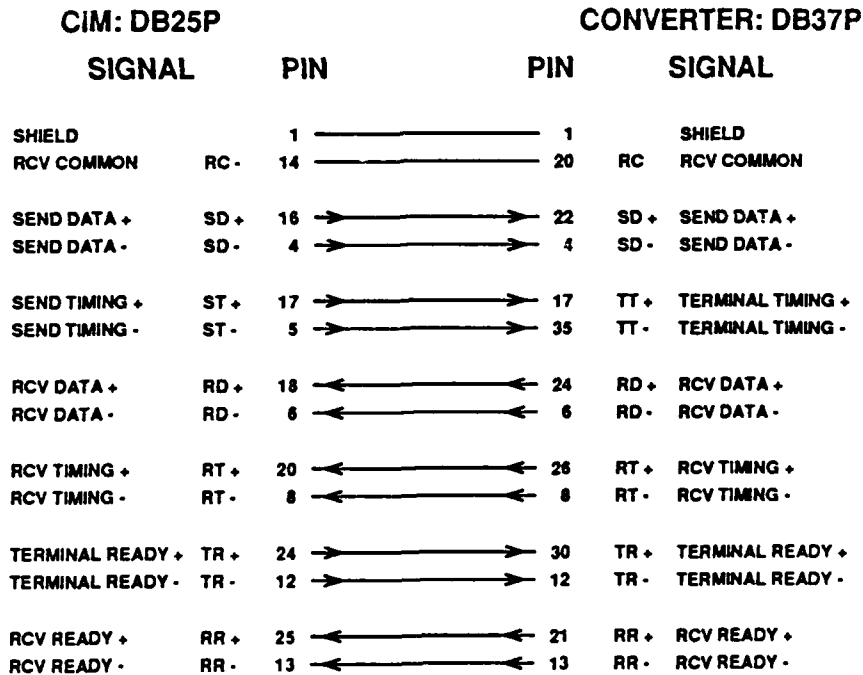 CIM: DB25P CONVERTER: DB37P
SIGNAL PIN PIN SIGNAL
SHIELD 1 1 SHIELD
RCV COMMON RC - 14 20 RC RCV COMMON
SEND DATA + SD + 16 22 SD + SEND DATA +
SEND DATA - SD - 4 4 SD - SEND DATA -
SEND TIMING + ST + 17 17 TT + TERMINAL TIMING +
SEND TIMING - ST - 5 35 TT - TERMINAL TIMING -
RCV DATA + RD + 18 24 RD + RCV DATA +
RCV DATA - RD - 6 6 RD - RCV DATA -
RCV TIMING + RT + 20 26 RT + RCV TIMING +
RCV TIMING - RT - 8 8 RT - RCV TIMING -
TERMINAL READY + TR + 24 30 TR + TERMINAL READY +
TERMINAL READY - TR - 12 12 TR - TERMINAL READY -
RCV READY + RR + 25 21 RR + RCV READY +
RCV READY - RR - 13 13 RR - RCV READY -